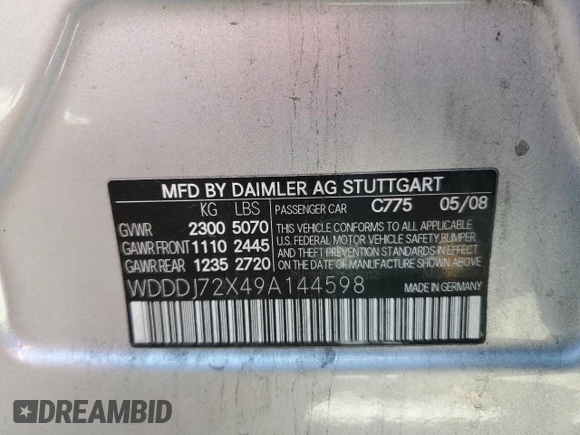 MFD BY DAIMLER AG STUTTGART
KG LBS PASSENGER CAR C775 05/08
GVWR 2300 5070 THIS VEHICLE CONFORMS TO ALL APPLICABLE
GAWR FRONT 1110 2445 U.S. FEDERAL MOTOR VEHICLE SAFETY, BUMPER
AND THEFT PREVENTION STANDARDS IN EFFECT
GAWR REAR 1235 2720 ON THE DATE OF MANUFACTURE SHOWN ABOVE.
WDDDJ72X49A144598 MADE IN GERMANY
DREAMBID